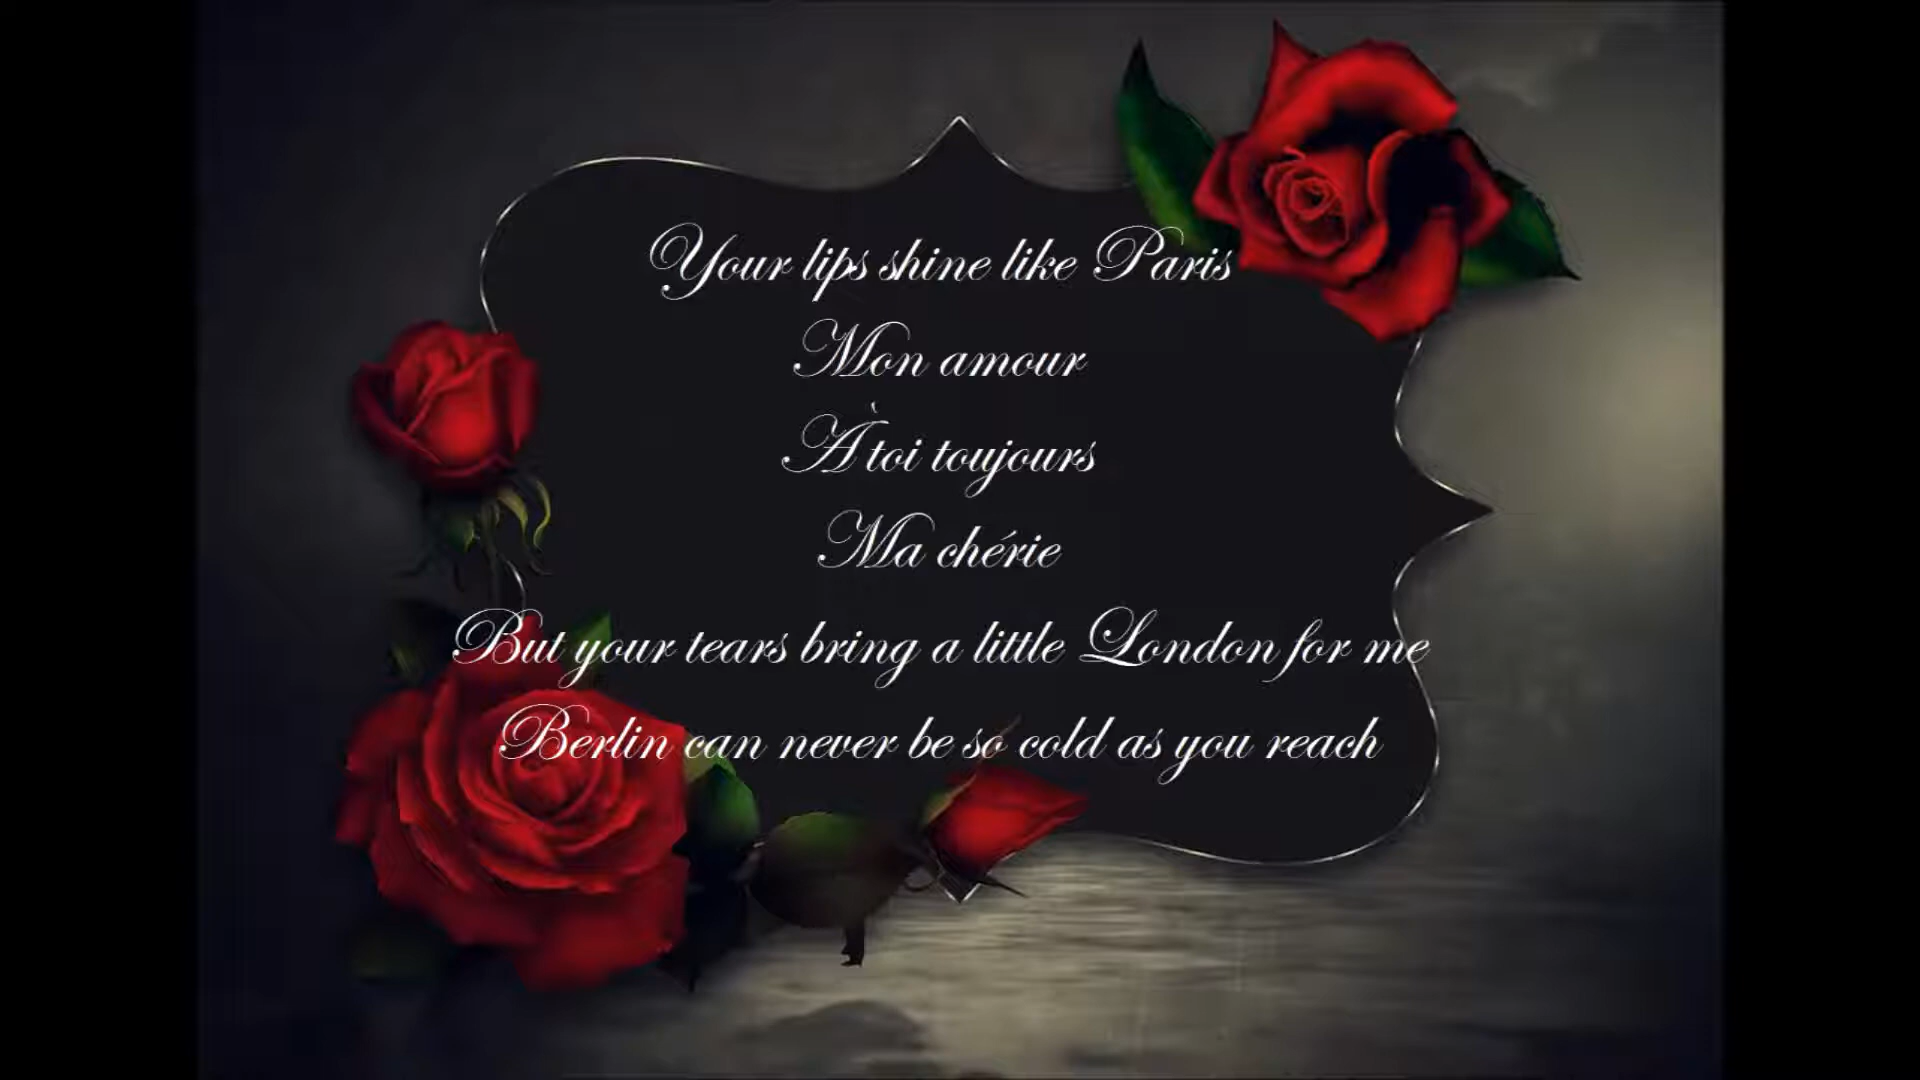 Your lips shine like Paris
Mon amour
À toi toujours
Ma chérie
But your tears bring a little London for me
Berlin can never be so cold as you reach